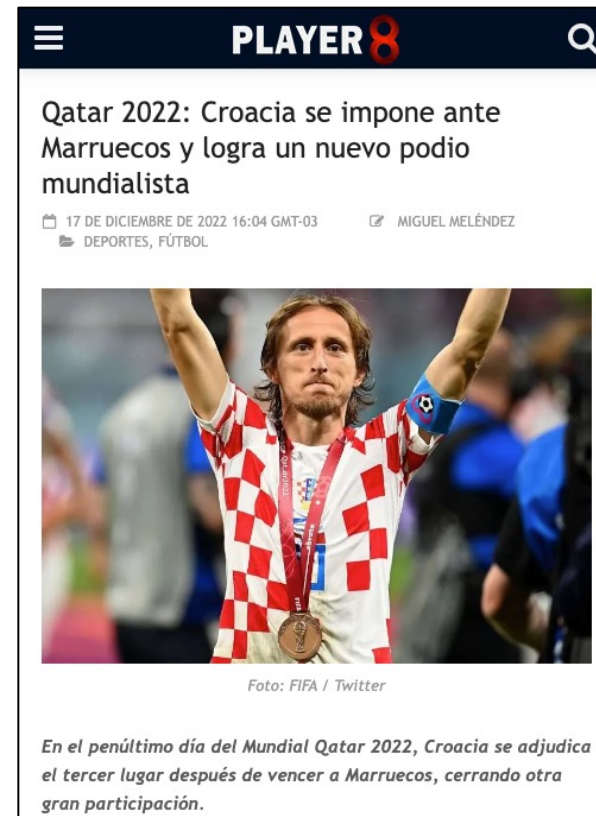 PLAYER8
Qatar 2022: Croacia se impone ante
Marruecos y logra un nuevo podio
mundialista
17 DE DICIEMBRE DE 2022 16:04 GMT-03 MIGUEL MELÉNDEZ
DEPORTES, FÚTBOL
Foto: FIFA / Twitter
En el penúltimo día del Mundial Qatar 2022, Croacia se adjudica
el tercer lugar después de vencer a Marruecos, cerrando otra
gran participación.